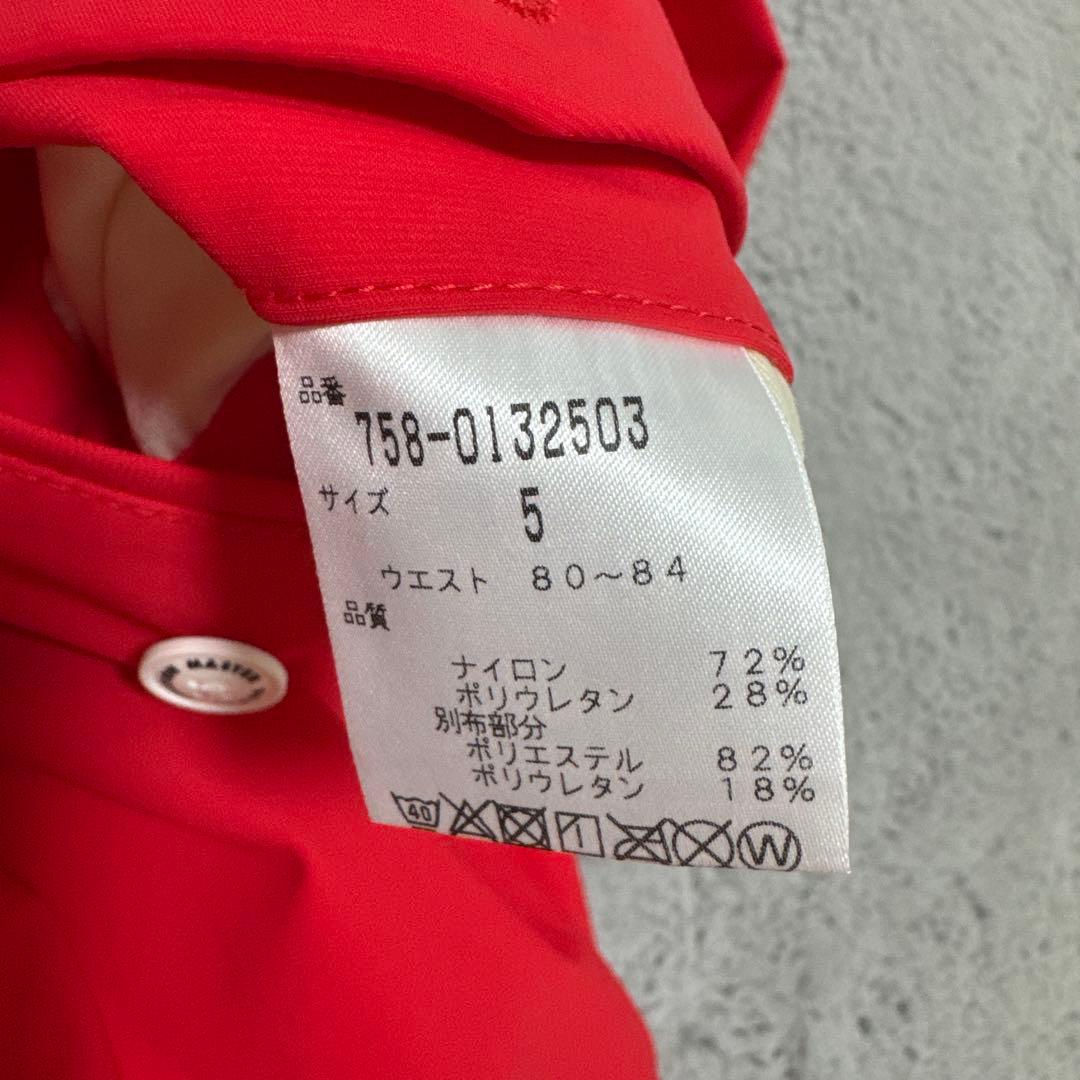 品番
758-0132503
サイズ 5
ウエスト 80~84
品質
ナイロン 72%
ポリウレタン 28%
別布部分
ポリエステル 82%
ポリウレタン 18%
40
W
MASTER